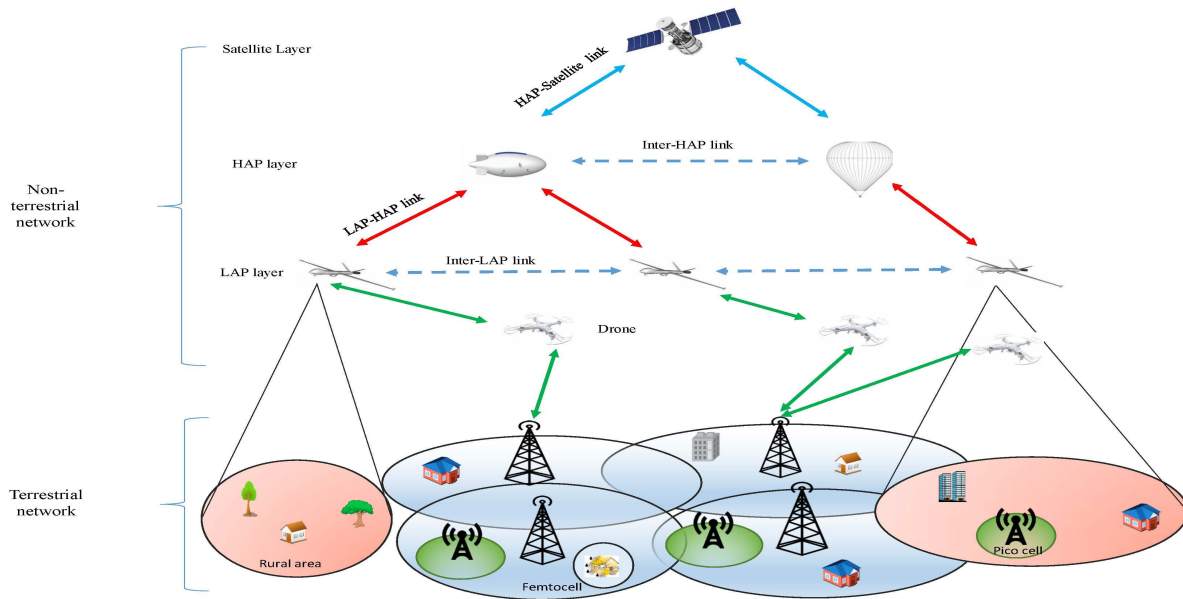 Satellite Layer
HAP-Satellite link
HAP layer
Inter-HAP link
Non-
terrestrial
network
LAP-HAP link
LAP layer
Inter-LAP link
Drone
Terrestrial
network
Rural area
Femtocell
Pico cell